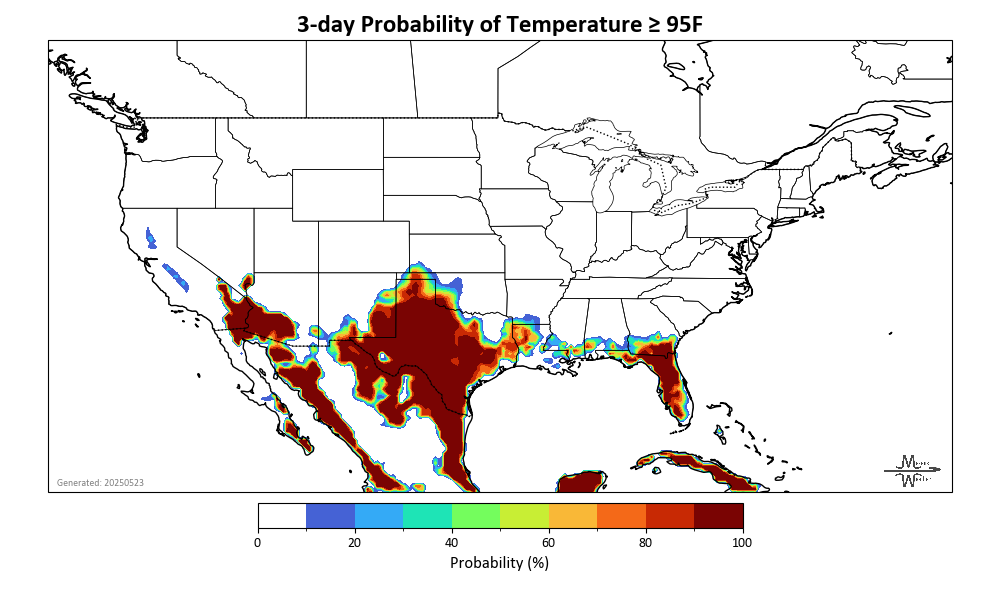 3-day Probability of Temperature ≥ 95F
Generated: 20250523
0 20 40 60 80 100
Probability (%)